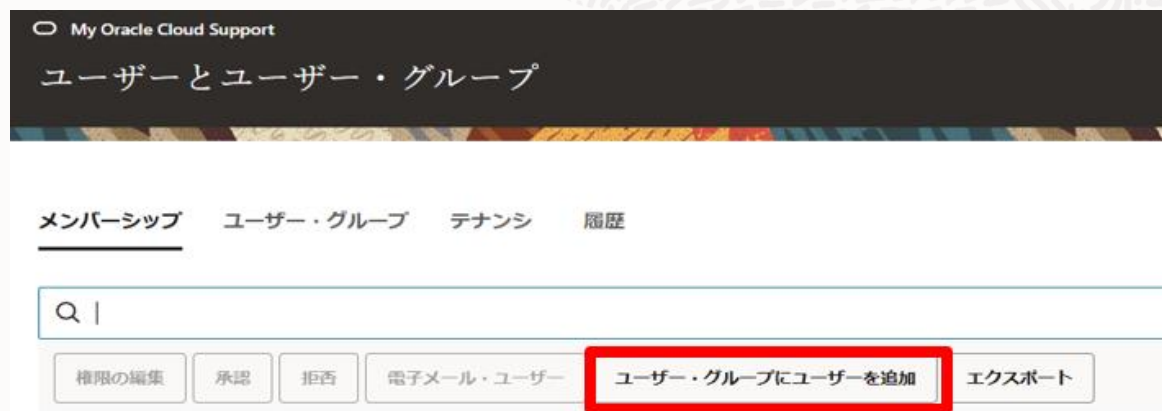 My Oracle Cloud Support
ユーザーとユーザー・グループ
メンバーシップ ユーザー・グループ テナンシ 履歴
権限の編集 承認 拒否 電子メール・ユーザー ユーザー・グループにユーザーを追加 エクスポート